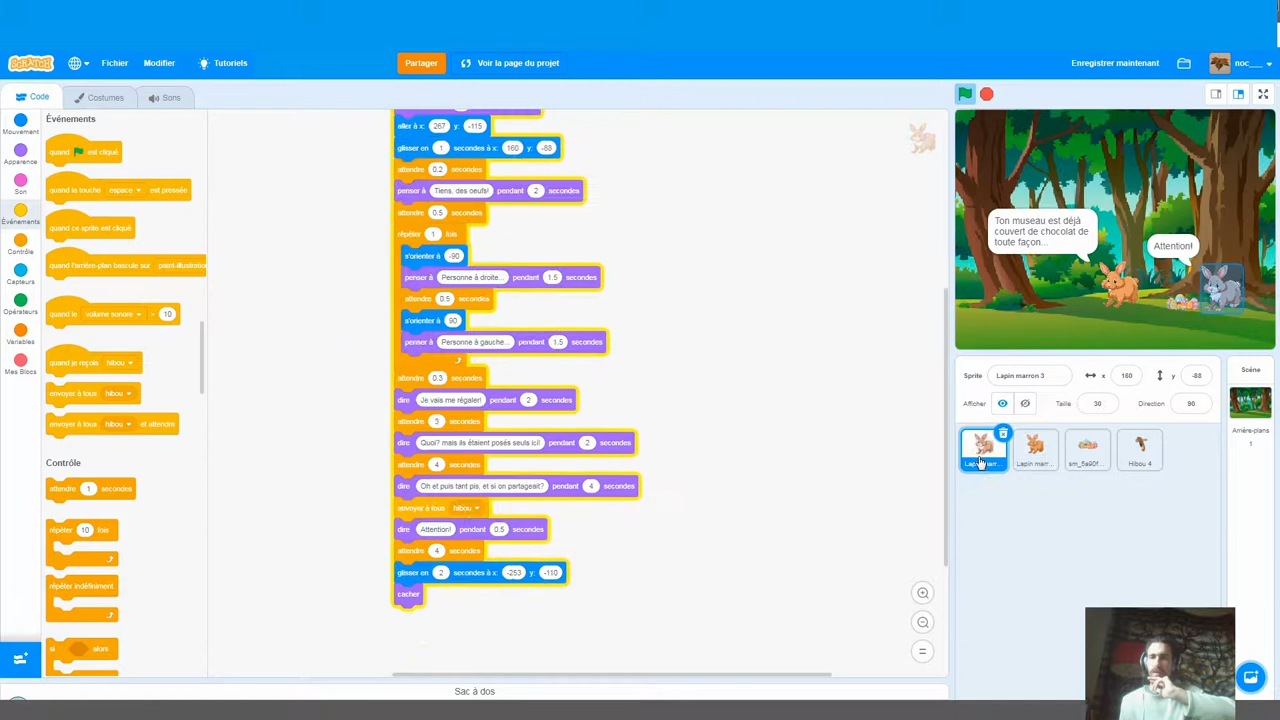 SCRATCH
Fichier
Modifier
Tutoriels
Partager
Voir la page du projet
Enregistrer maintenant
noc___
Code
Costumes
Sons
Mouvement
Apparence
Son
Événements
Contrôle
Capteurs
Opérateurs
Variables
Mes Blocs
Événements
quand est cliqué
quand la touche espace est pressée
quand ce sprite est cliqué
quand l'arrière-plan bascule sur
quand le volume sonore > 10
quand je reçois hibou
envoyer à tous hibou
envoyer à tous hibou et attendre
Contrôle
attendre 1 secondes
répéter 10 fois
répéter indéfiniment
si alors
aller à x: 267 y: -115
glisser en 1 secondes à x: 160 y: -88
attendre 0.2 secondes
penser à Tiens, des oeufs! pendant 2 secondes
attendre 0.5 secondes
répéter 1 fois
s'orienter à -90
penser à Personne à droite... pendant 1.5 secondes
attendre 0.5 secondes
s'orienter à 90
penser à Personne à gauche... pendant 1.5 secondes
attendre 0.3 secondes
dire Je vais me régaler! pendant 2 secondes
attendre 3 secondes
dire Quoi? mais ils étaient posés seuls ici! pendant 2 secondes
attendre 4 secondes
dire Oh et puis tant pis, et si on partageait? pendant 4 secondes
envoyer à tous hibou
dire Attention! pendant 0.5 secondes
attendre 4 secondes
glisser en 2 secondes à x: -253 y: -110
cacher
Sac à dos
Ton museau est déjà
couvert de chocolat de
toute façon...
Attention!
Sprite Lapin marron 3 x 160 y -88
Afficher Taille 30 Direction 90
Lapin marr...
Lapin marr...
sm_5a90f...
Hibou 4
Scène
Arrière-plans
1